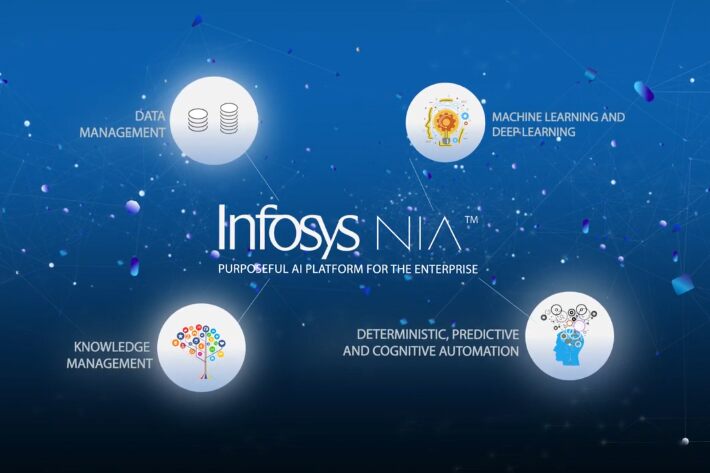 DATA
MANAGEMENT
MACHINE LEARNING AND
DEEP LEARNING
Infosys NIA™
PURPOSEFUL AI PLATFORM FOR THE ENTERPRISE
KNOWLEDGE
MANAGEMENT
DETERMINISTIC, PREDICTIVE
AND COGNITIVE AUTOMATION